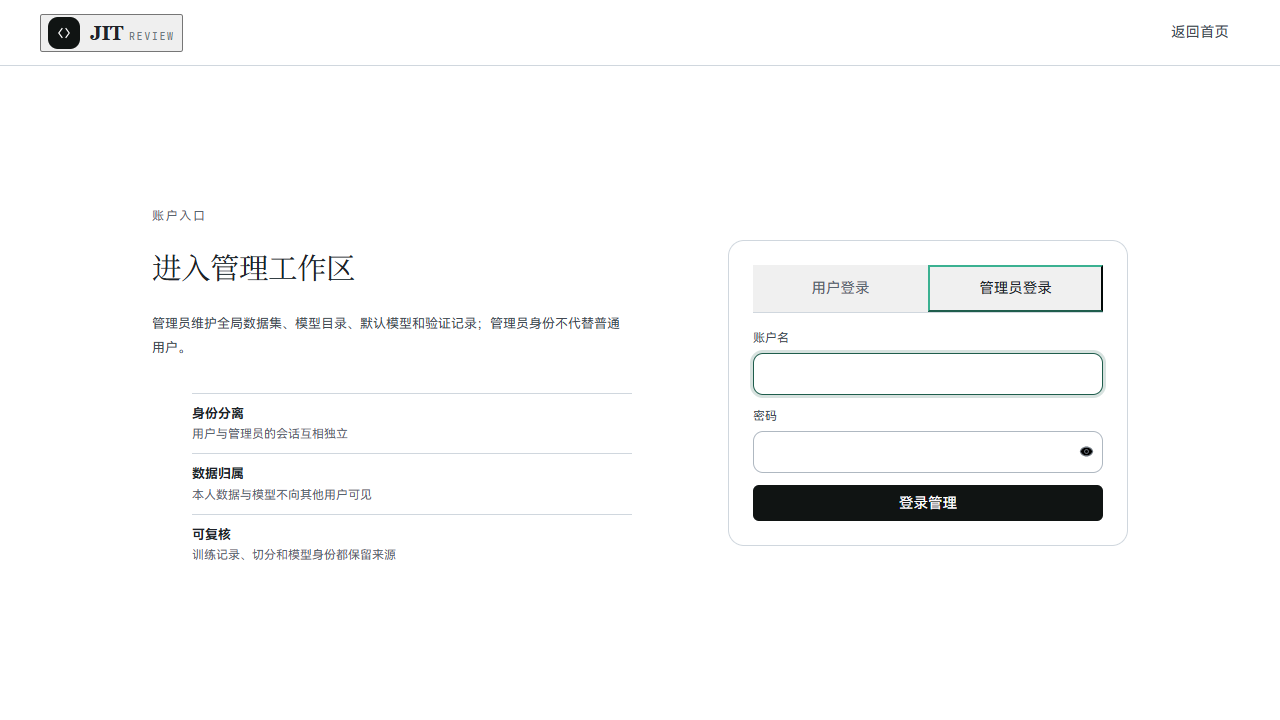 JIT REVIEW
返回首页
账户入口
进入管理工作区
管理员维护全局数据集、模型目录、默认模型和验证记录；管理员身份不代替普通
用户。
身份分离
用户与管理员的会话互相独立
数据归属
本人数据与模型不向其他用户可见
可复核
训练记录、切分和模型身份都保留来源
用户登录
管理员登录
账户名
密码
登录管理